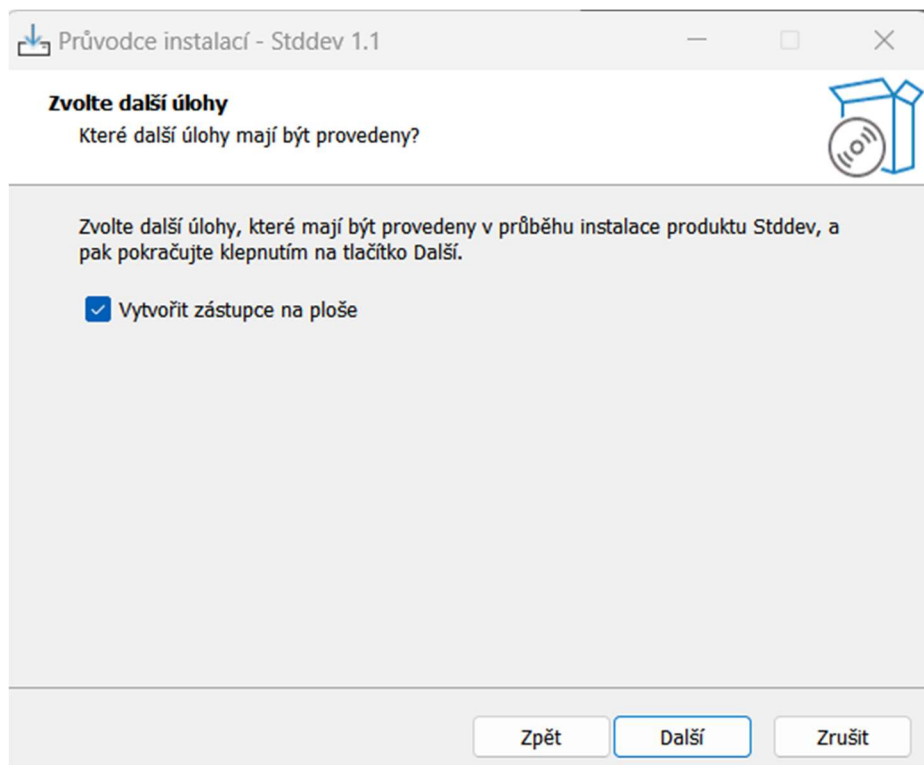 Průvodce instalací - Stddev 1.1
Zvolte další úlohy
Které další úlohy mají být provedeny?
Zvolte další úlohy, které mají být provedeny v průběhu instalace produktu Stddev, a
pak pokračujte klepnutím na tlačítko Další.
Vytvořit zástupce na ploše
Zpět
Další
Zrušit